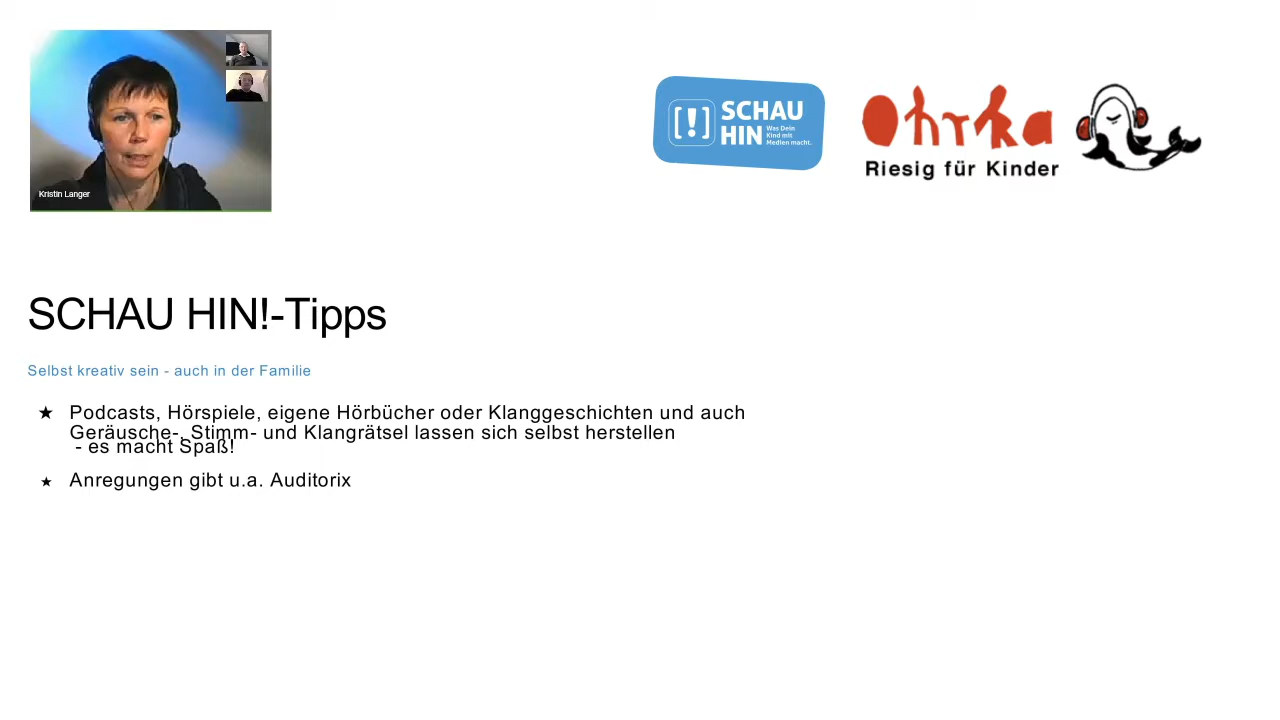 Kristin Langer
[!] SCHAU
HIN Was Dein
Kind mit
Medien macht.
Ohrka
Riesig für Kinder
SCHAU HIN!-Tipps
Selbst kreativ sein - auch in der Familie
★ Podcasts, Hörspiele, eigene Hörbücher oder Klanggeschichten und auch
Geräusche-, Stimm- und Klangrätsel lassen sich selbst herstellen
- es macht Spaß!
★ Anregungen gibt u.a. Auditorix